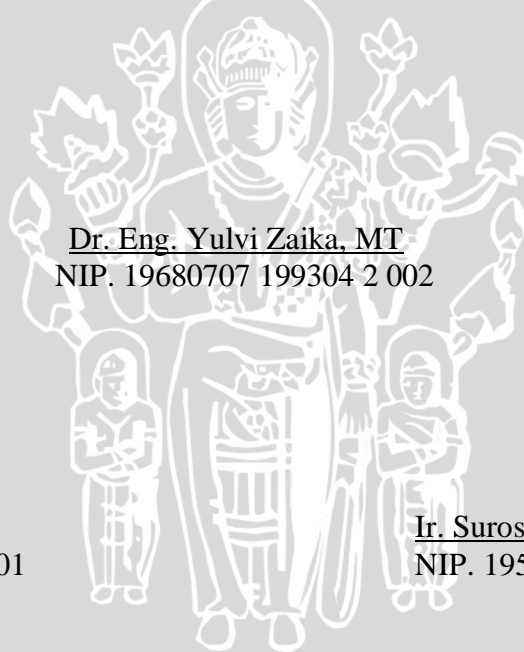 Dr. Eng. Yulvi Zaika, MT
NIP. 19680707 199304 2 002
Ir. Suros
01
NIP. 195